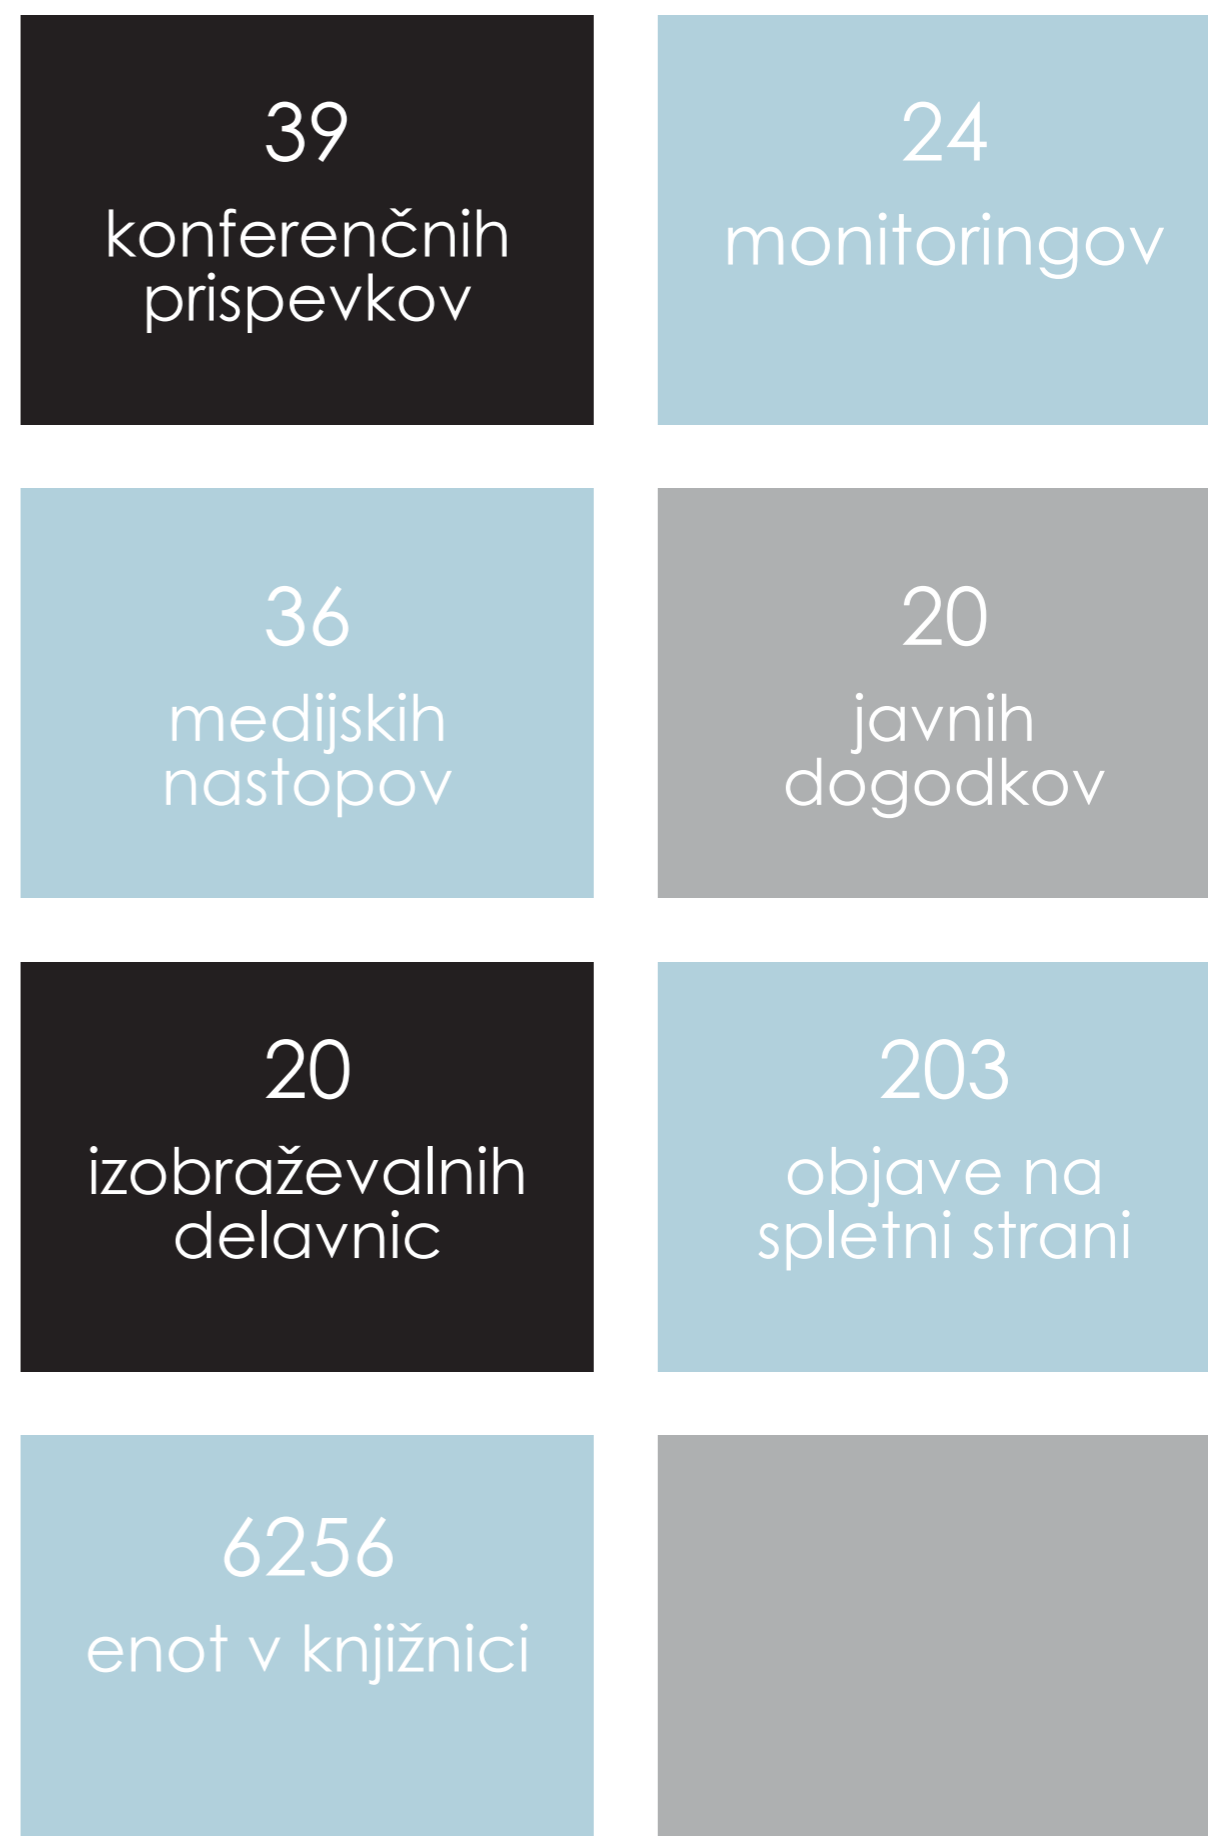 39
konferenčnih
prispevkov
24
monitoringov
36
medijskih
nastopov
20
javnih
dogodkov
20
izobraževalnih
delavnic
203
objave na
spletni strani
6256
enot v knjižnici